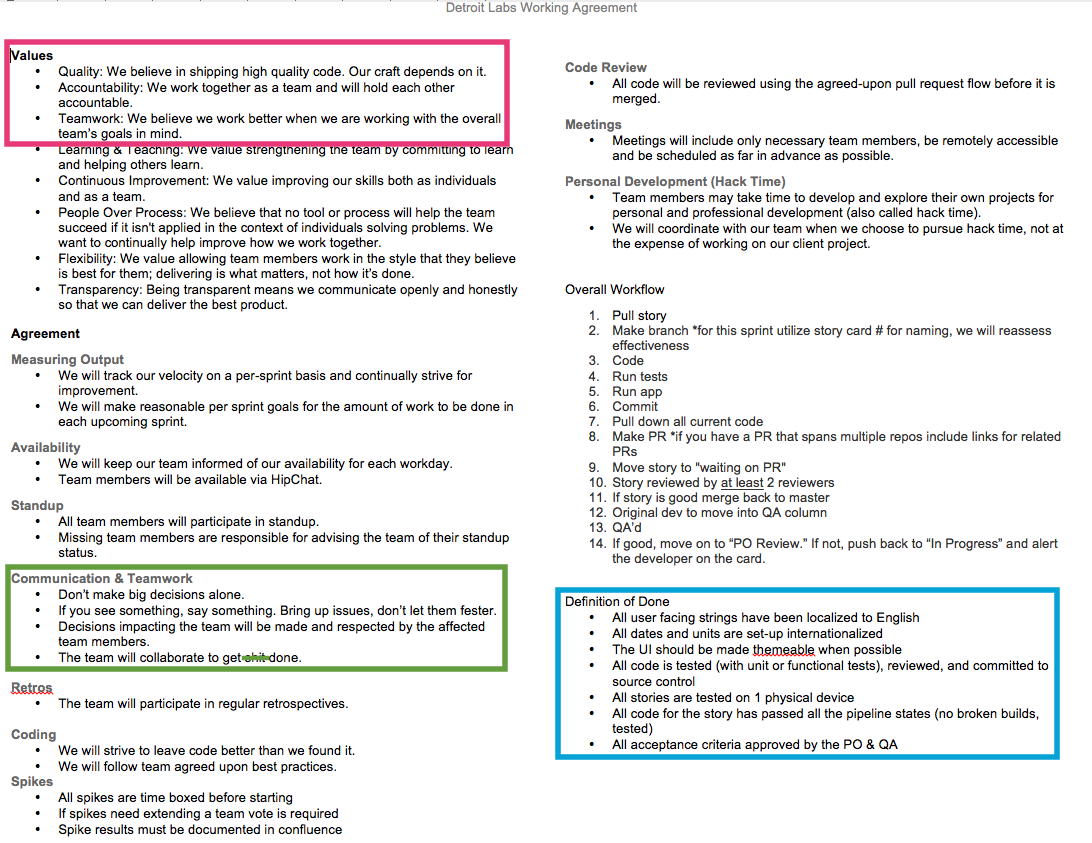 Detroit Labs Working Agreement
Values
• Quality: We believe in shipping high quality code. Our craft depends on it.
• Accountability: We work together as a team and will hold each other
accountable.
• Teamwork: We believe we work better when we are working with the overall
team's goals in mind.
• Learning & Teaching: We value strengthening the team by committing to learn
and helping others learn.
• Continuous Improvement: We value improving our skills both as individuals
and as a team.
• People Over Process: We believe that no tool or process will help the team
succeed if it isn't applied in the context of individuals solving problems. We
want to continually help improve how we work together.
• Flexibility: We value allowing team members work in the style that they believe
is best for them; delivering is what matters, not how it's done.
• Transparency: Being transparent means we communicate openly and honestly
so that we can deliver the best product.
Agreement
Measuring Output
• We will track our velocity on a per-sprint basis and continually strive for
improvement.
• We will make reasonable per sprint goals for the amount of work to be done in
each upcoming sprint.
Availability
• We will keep our team informed of our availability for each workday.
• Team members will be available via HipChat.
Standup
• All team members will participate in standup.
• Missing team members are responsible for advising the team of their standup
status.
Communication & Teamwork
• Don't make big decisions alone.
• If you see something, say something. Bring up issues, don't let them fester.
• Decisions impacting the team will be made and respected by the affected
team members.
• The team will collaborate to get shit done.
Retros
• The team will participate in regular retrospectives.
Coding
• We will strive to leave code better than we found it.
• We will follow team agreed upon best practices.
Spikes
• All spikes are time boxed before starting
• If spikes need extending a team vote is required
• Spike results must be documented in confluence
Code Review
• All code will be reviewed using the agreed-upon pull request flow before it is
merged.
Meetings
• Meetings will include only necessary team members, be remotely accessible
and be scheduled as far in advance as possible.
Personal Development (Hack Time)
• Team members may take time to develop and explore their own projects for
personal and professional development (also called hack time).
• We will coordinate with our team when we choose to pursue hack time, not at
the expense of working on our client project.
Overall Workflow
1. Pull story
2. Make branch *for this sprint utilize story card # for naming, we will reassess
effectiveness
3. Code
4. Run tests
5. Run app
6. Commit
7. Pull down all current code
8. Make PR *if you have a PR that spans multiple repos include links for related
PRs
9. Move story to "waiting on PR"
10. Story reviewed by at least 2 reviewers
11. If story is good merge back to master
12. Original dev to move into QA column
13. QA'd
14. If good, move on to “PO Review.” If not, push back to “In Progress” and alert
the developer on the card.
Definition of Done
• All user facing strings have been localized to English
• All dates and units are set-up internationalized
• The UI should be made themeable when possible
• All code is tested (with unit or functional tests), reviewed, and committed to
source control
• All stories are tested on 1 physical device
• All code for the story has passed all the pipeline states (no broken builds,
tested)
• All acceptance criteria approved by the PO & QA